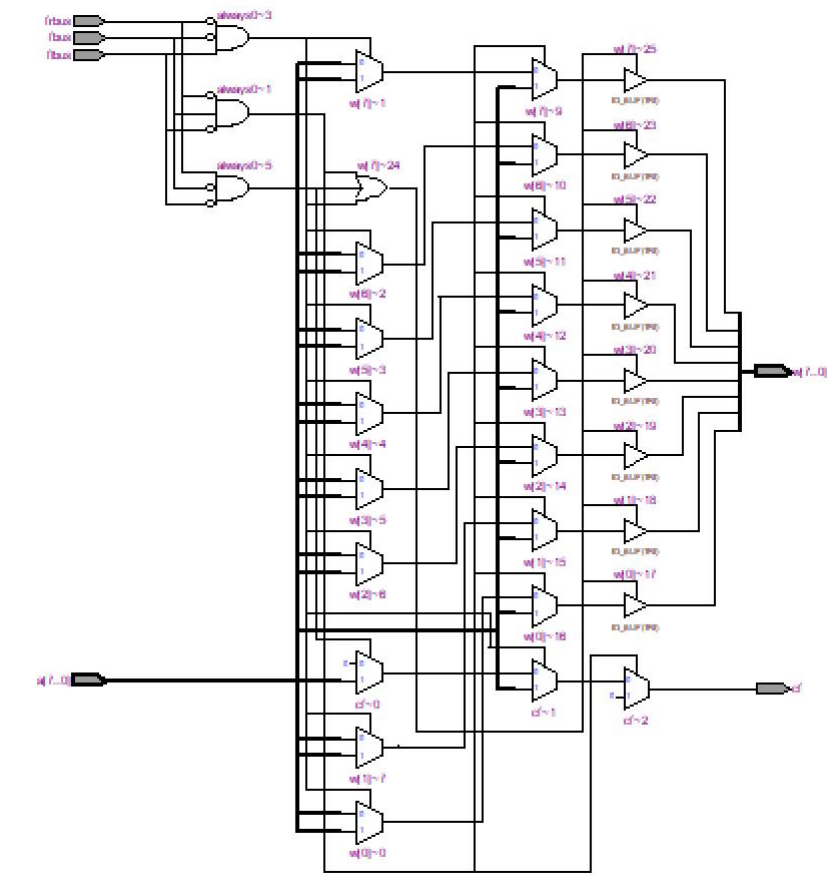 always0~3
frbus
fbus
flbus
w[7]~25
w[7]~1
w[7]~9
IO_BUF (TRI)
always0~1
w[6]~23
always0~5
w[7]~24
w[6]~10
IO_BUF (TRI)
w[5]~22
w[5]~11
IO_BUF (TRI)
w[6]~2
w[4]~21
w[4]~12
IO_BUF (TRI)
w[5]~3
w[3]~20
w[7..0]
w[3]~13
IO_BUF (TRI)
w[4]~4
w[2]~19
w[2]~14
IO_BUF (TRI)
w[3]~5
w[1]~18
w[1]~15
IO_BUF (TRI)
w[2]~6
w[0]~17
w[0]~16
IO_BUF (TRI)
a[7..0]
cf~0
cf~1
cf~2
cf
w[1]~7
w[0]~0